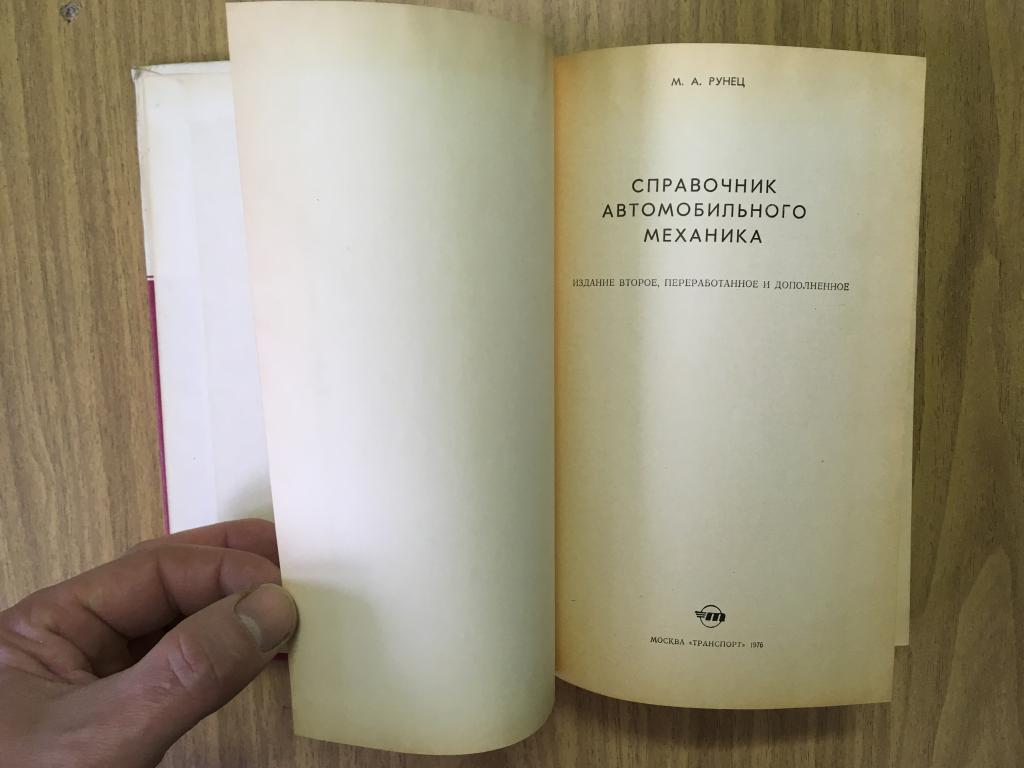 М. А. РУНЕЦ
СПРАВОЧНИК
АВТОМОБИЛЬНОГО
МЕХАНИКА
ИЗДАНИЕ ВТОРОЕ, ПЕРЕРАБОТАННОЕ И ДОПОЛНЕННОЕ
МОСКВА «ТРАНСПОРТ» 1976